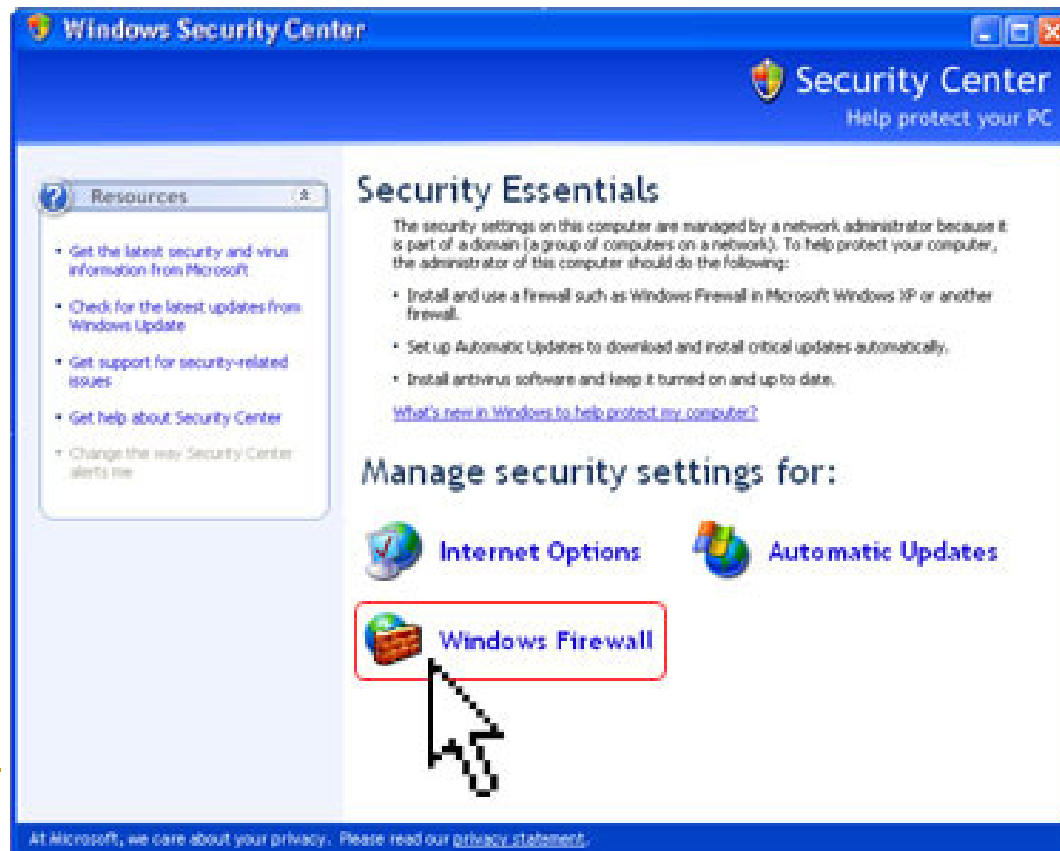 Windows Security Center
Security Center
Help protect your PC
Resources
• Get the latest security and virus
information from Microsoft
• Check for the latest updates from
Windows Update
• Get support for security-related
issues
• Get help about Security Center
• Change the way Security Center
alerts me
Security Essentials
The security settings on this computer are managed by a network administrator because it
is part of a domain (a group of computers on a network). To help protect your computer,
the administrator of this computer should do the following:
• Install and use a firewall such as Windows Firewall in Microsoft Windows XP or another
firewall.
• Set up Automatic Updates to download and install critical updates automatically.
• Install antivirus software and keep it turned on and up to date.
What's new in Windows to help protect my computer?
Manage security settings for:
Internet Options
Automatic Updates
Windows Firewall
At Microsoft, we care about your privacy. Please read our privacy statement.